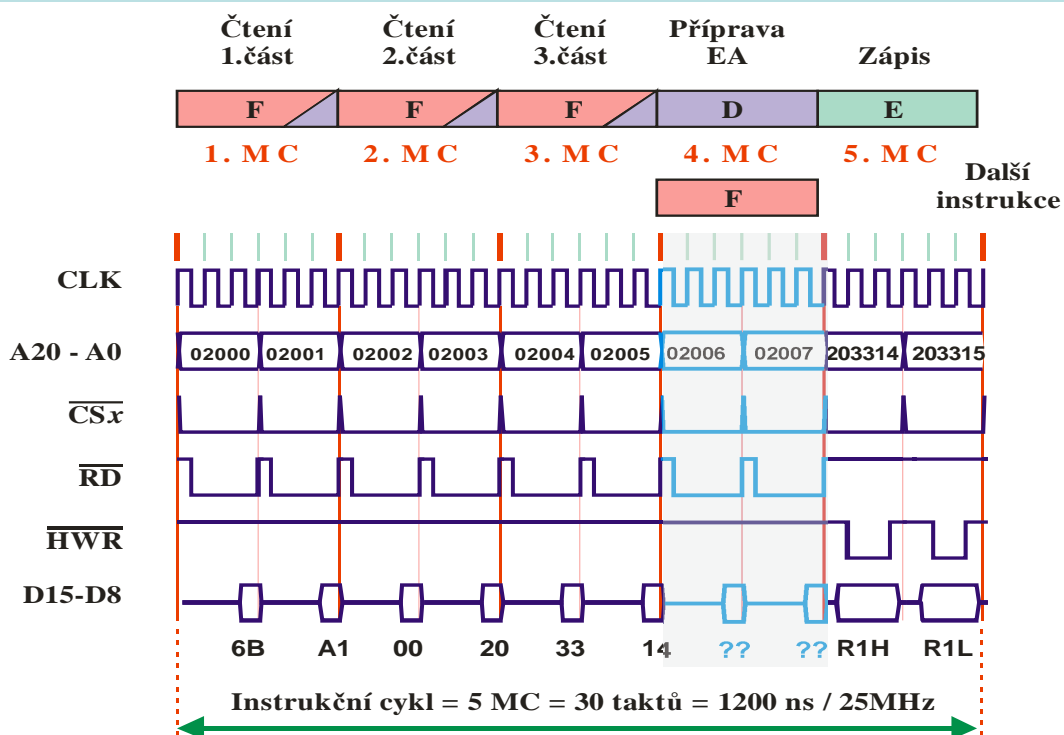 Čtení Čtení Čtení Příprava
1.část 2.část 3.část EA Zápis
F F F D E
1. M C 2. M C 3. M C 4. M C 5. M C
Další
F instrukce
CLK
A20 - A0 02000 02001 02002 02003 02004 02005 02006 02007 203314 203315
CSx
RD
HWR
D15-D8
6B A1 00 20 33 14 ?? ?? R1H R1L
Instrukční cykl = 5 MC = 30 taktů = 1200 ns / 25MHz